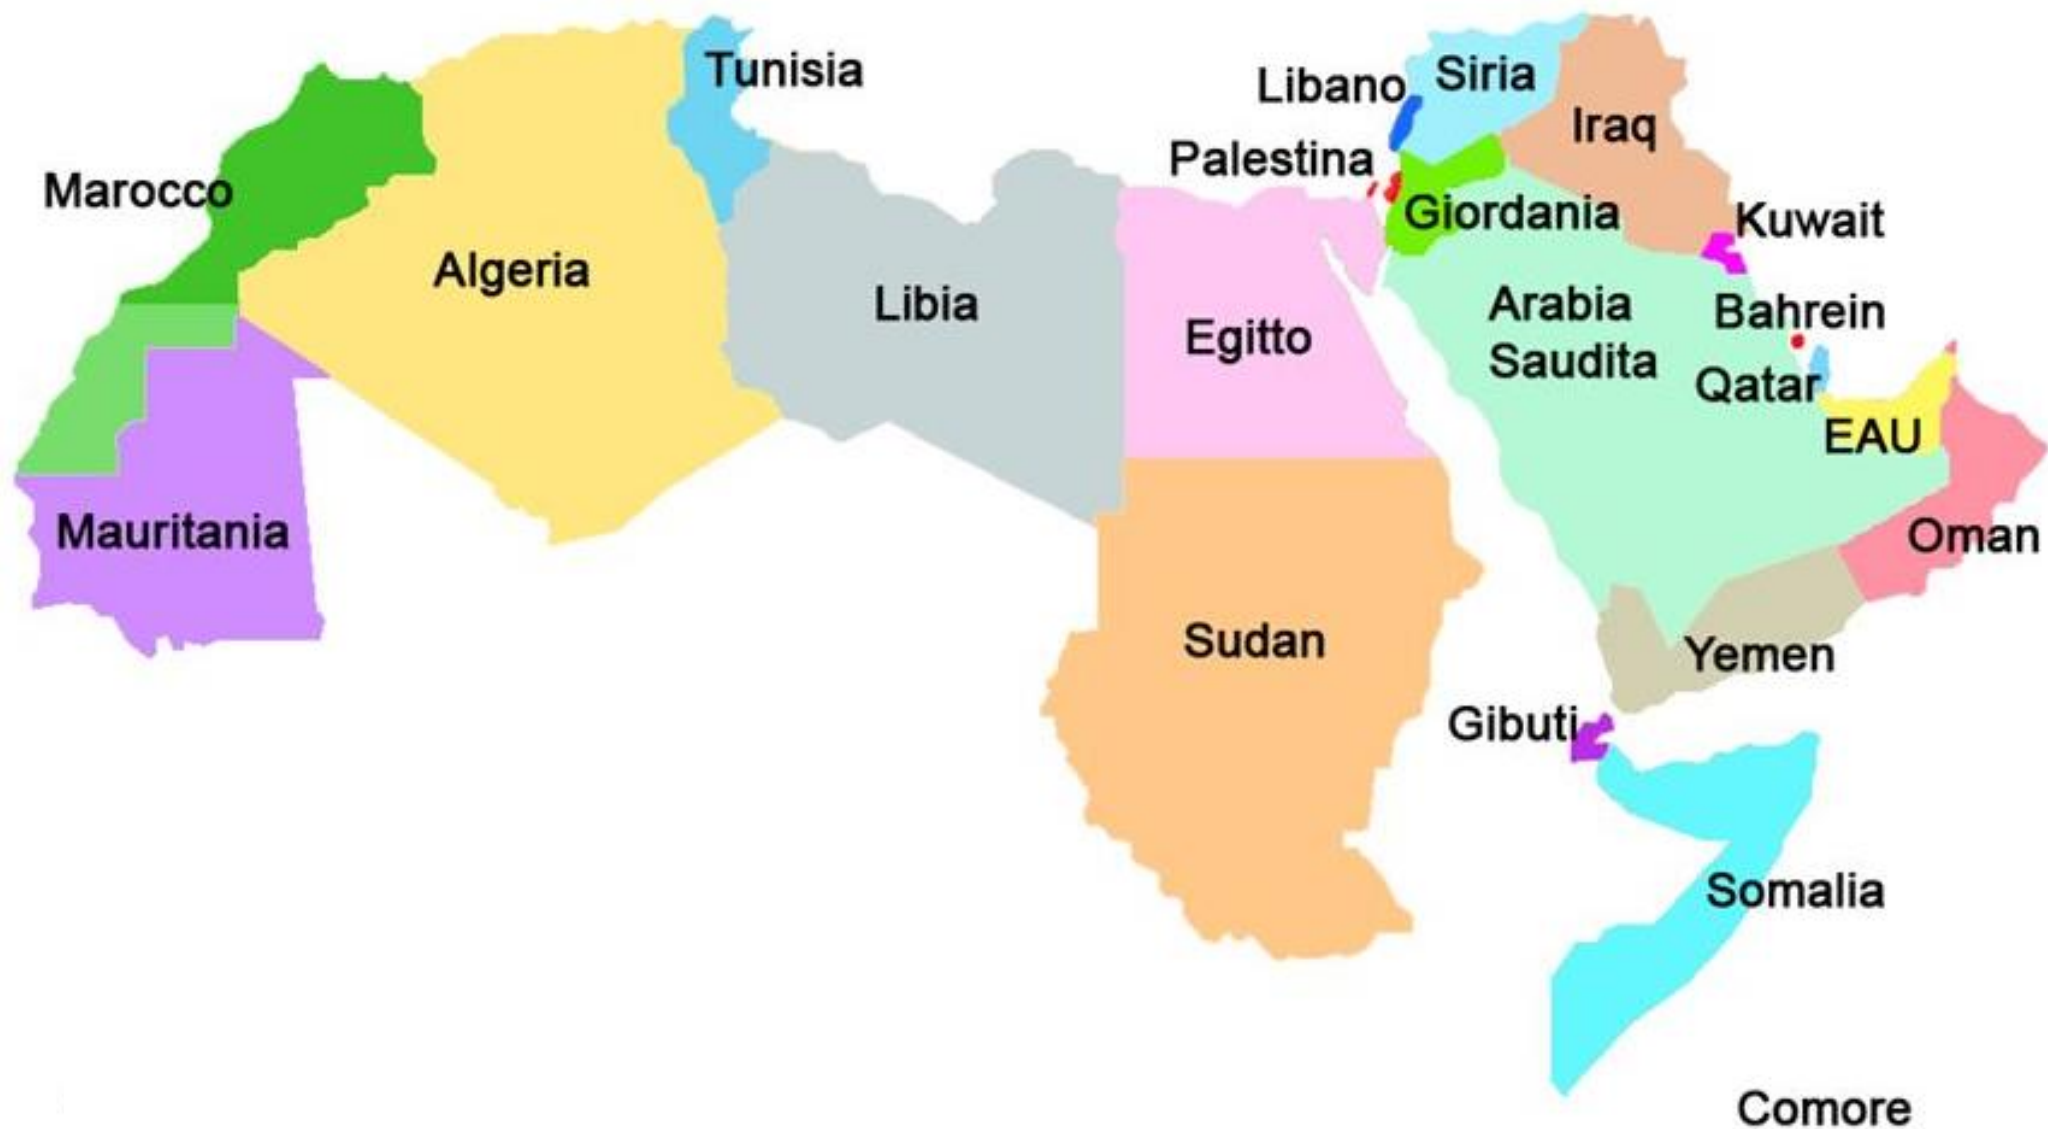 Tunisia
Libano
Siria
Iraq
Palestina
Marocco
Giordania
Kuwait
Algeria
Libia
Egitto
Arabia
Saudita
Bahrein
Qatar
EAU
Mauritania
Oman
Sudan
Yemen
Gibuti
Somalia
Comore